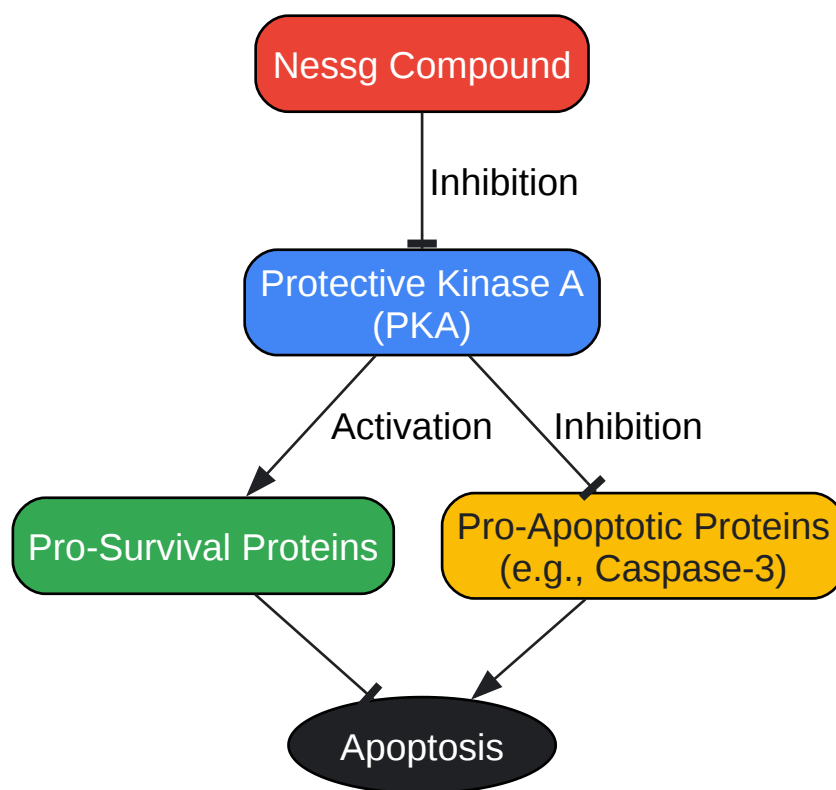 Nessg Compound
Inhibition
Protective Kinase A
(PKA)
Activation
Inhibition
Pro-Survival Proteins
Pro-Apoptotic Proteins
(e.g., Caspase-3)
Apoptosis